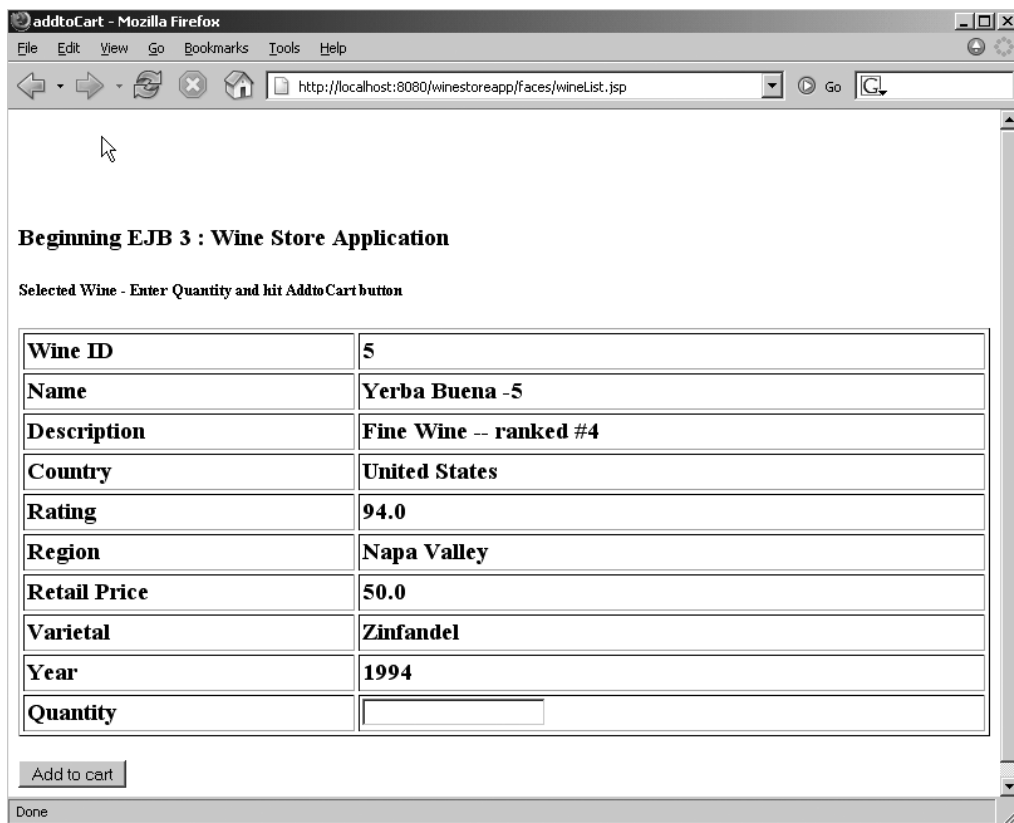 addtoCart - Mozilla Firefox
File Edit View Go Bookmarks Tools Help
http://localhost:8080/winestoreapp/faces/wineList.jsp Go G
Beginning EJB 3 : Wine Store Application
Selected Wine - Enter Quantity and hit AddtoCart button
Wine ID 5
Name Yerba Buena -5
Description Fine Wine -- ranked #4
Country United States
Rating 94.0
Region Napa Valley
Retail Price 50.0
Varietal Zinfandel
Year 1994
Quantity
Add to cart
Done